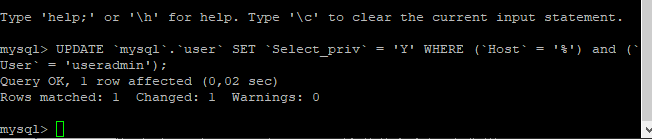 Type 'help;' or '\h' for help. Type '\c' to clear the current input statement.
mysql> UPDATE `mysql`.`user` SET `Select_priv` = 'Y' WHERE (`Host` = '%') and (`
User` = 'useradmin');
Query OK, 1 row affected (0,02 sec)
Rows matched: 1  Changed: 1  Warnings: 0
mysql>